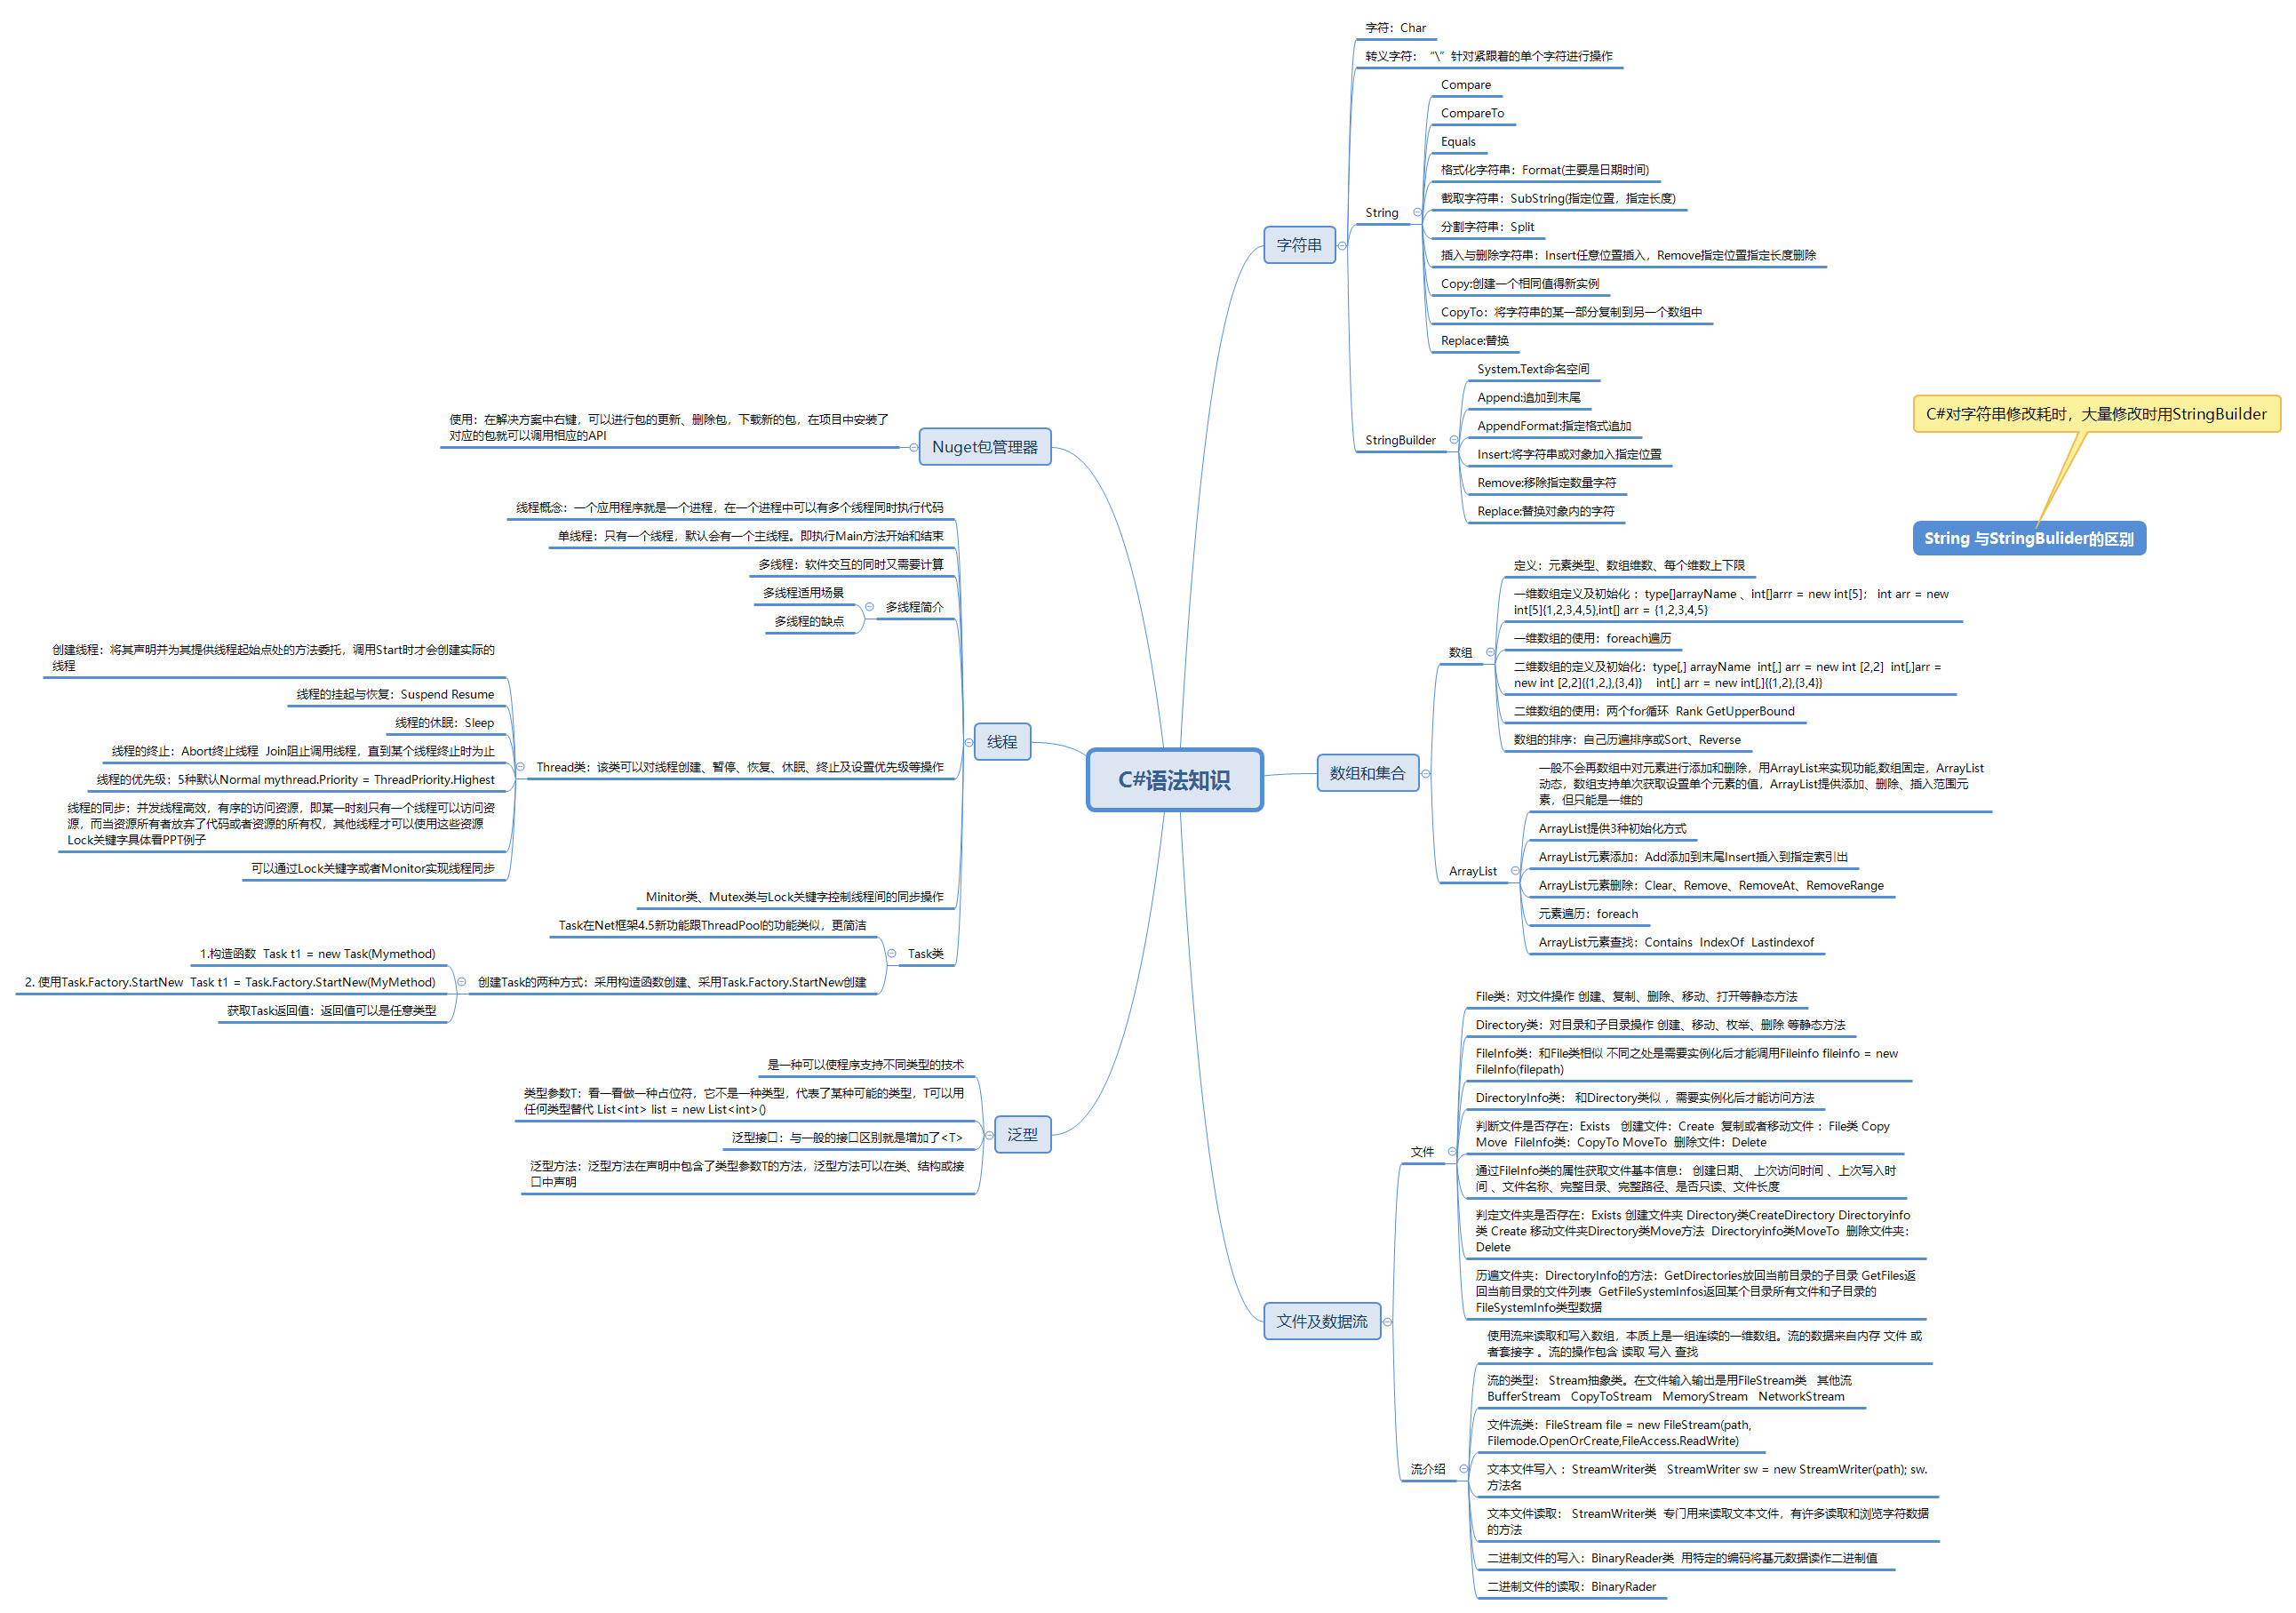 C#语法知识
字符串
字符：Char
转义字符： “\” 针对紧跟着的单个字符进行操作
String
Compare
CompareTo
Equals
格式化字符串：Format(主要是日期时间)
截取字符串：SubString(指定位置，指定长度)
分割字符串：Split
插入与删除字符串：Insert任意位置插入，Remove指定位置指定长度删除
Copy:创建一个相同值得新实例
CopyTo：将字符串的某一部分复制到另一个数组中
Replace:替换
StringBuilder
System.Text命名空间
Append:追加到末尾
AppendFormat:指定格式追加
Insert:将字符串或对象加入指定位置
Remove:移除指定数量字符
Replace:替换对象内的字符
C#对字符串修改耗时，大量修改时用StringBuilder
String 与StringBulider的区别
数组和集合
数组
定义：元素类型、数组维数、每个维数上下限
一维数组定义及初始化 ：type[]arrayName 、int[]arrr = new int[5]； int arr = new
int[5]{1,2,3,4,5},int[] arr = {1,2,3,4,5}
一维数组的使用：foreach遍历
二维数组的定义及初始化：type[,] arrayName  int[,] arr = new int [2,2]  int[,]arr =
new int [2,2]{{1,2,},{3,4}}    int[,] arr = new int[,]{{1,2},{3,4}}
二维数组的使用：两个for循环  Rank GetUpperBound
数组的排序：自己历遍排序或Sort、Reverse
ArrayList
一般不会再数组中对元素进行添加和删除，用ArrayList来实现功能,数组固定，ArrayList
动态，数组支持单次获取设置单个元素的值，ArrayList提供添加、删除、插入范围元
素，但只能是一维的
ArrayList提供3种初始化方式
ArrayList元素添加：Add添加到末尾Insert插入到指定索引出
ArrayList元素删除：Clear、Remove、RemoveAt、RemoveRange
元素遍历：foreach
ArrayList元素查找：Contains  IndexOf  Lastindexof
文件及数据流
文件
File类：对文件操作 创建、复制、删除、移动、打开等静态方法
Directory类：对目录和子目录操作 创建、移动、枚举、删除 等静态方法
FileInfo类：和File类相似 不同之处是需要实例化后才能调用Fileinfo fileinfo = new
FileInfo(filepath)
DirectoryInfo类： 和Directory类似 ，需要实例化后才能访问方法
判断文件是否存在：Exists   创建文件：Create  复制或者移动文件 ：File类 Copy
Move  FileInfo类：CopyTo MoveTo  删除文件：Delete
通过FileInfo类的属性获取文件基本信息： 创建日期、 上次访问时间 、上次写入时
间 、文件名称、完整目录、完整路径、是否只读、文件长度
判定文件夹是否存在：Exists 创建文件夹 Directory类CreateDirectory Directoryinfo
类 Create 移动文件夹Directory类Move方法  Directoryinfo类MoveTo  删除文件夹：
Delete
历遍文件夹：DirectoryInfo的方法：GetDirectories放回当前目录的子目录 GetFiles返
回当前目录的文件列表  GetFileSystemInfos返回某个目录所有文件和子目录的
FileSystemInfo类型数据
流介绍
使用流来读取和写入数组，本质上是一组连续的一维数组。流的数据来自内存 文件 或
者套接字 。流的操作包含 读取 写入 查找
流的类型： Stream抽象类。在文件输入输出是用FileStream类   其他流
BufferStream   CopyToStream   MemoryStream   NetworkStream
文件流类：FileStream file = new FileStream(path,
Filemode.OpenOrCreate,FileAccess.ReadWrite)
文本文件写入 ：StreamWriter类   StreamWriter sw = new StreamWriter(path); sw.
方法名
文本文件读取： StreamWriter类  专门用来读取文本文件，有许多读取和浏览字符数据
的方法
二进制文件的写入：BinaryReader类  用特定的编码将基元数据读作二进制值
二进制文件的读取：BinaryRader
Nuget包管理器
使用：在解决方案中右键，可以进行包的更新、删除包，下载新的包，在项目中安装了
对应的包就可以调用相应的API
线程
线程概念：一个应用程序就是一个进程，在一个进程中可以有多个线程同时执行代码
单线程：只有一个线程，默认会有一个主线程。即执行Main方法开始和结束
多线程：软件交互的同时又需要计算
多线程简介
多线程适用场景
多线程的缺点
Thread类：该类可以对线程创建、暂停、恢复、休眠、终止及设置优先级等操作
创建线程：将其声明并为其提供线程起始点处的方法委托，调用Start时才会创建实际的
线程
线程的挂起与恢复：Suspend Resume
线程的休眠：Sleep
线程的终止：Abort终止线程  Join阻止调用线程，直到某个线程终止时为止
线程的优先级：5种默认Normal mythread.Priority = ThreadPriority.Highest
线程的同步：并发线程高效，有序的访问资源，即某一时刻只有一个线程可以访问资
源，而当资源所有者放弃了代码或者资源的所有权，其他线程才可以使用这些资源
Lock关键字具体看PPT例子
可以通过Lock关键字或者Monitor实现线程同步
Minitor类、Mutex类与Lock关键字控制线程间的同步操作
Task类
Task在Net框架4.5新功能跟ThreadPool的功能类似，更简洁
创建Task的两种方式：采用构造函数创建、采用Task.Factory.StartNew创建
1.构造函数  Task t1 = new Task(Mymethod)
2. 使用Task.Factory.StartNew  Task t1 = Task.Factory.StartNew(MyMethod)
获取Task返回值：返回值可以是任意类型
泛型
是一种可以使程序支持不同类型的技术
类型参数T：看一看做一种占位符，它不是一种类型，代表了某种可能的类型，T可以用
任何类型替代 List<int> list = new List<int>()
泛型接口：与一般的接口区别就是增加了<T>
泛型方法：泛型方法在声明中包含了类型参数T的方法，泛型方法可以在类、结构或接
口中声明